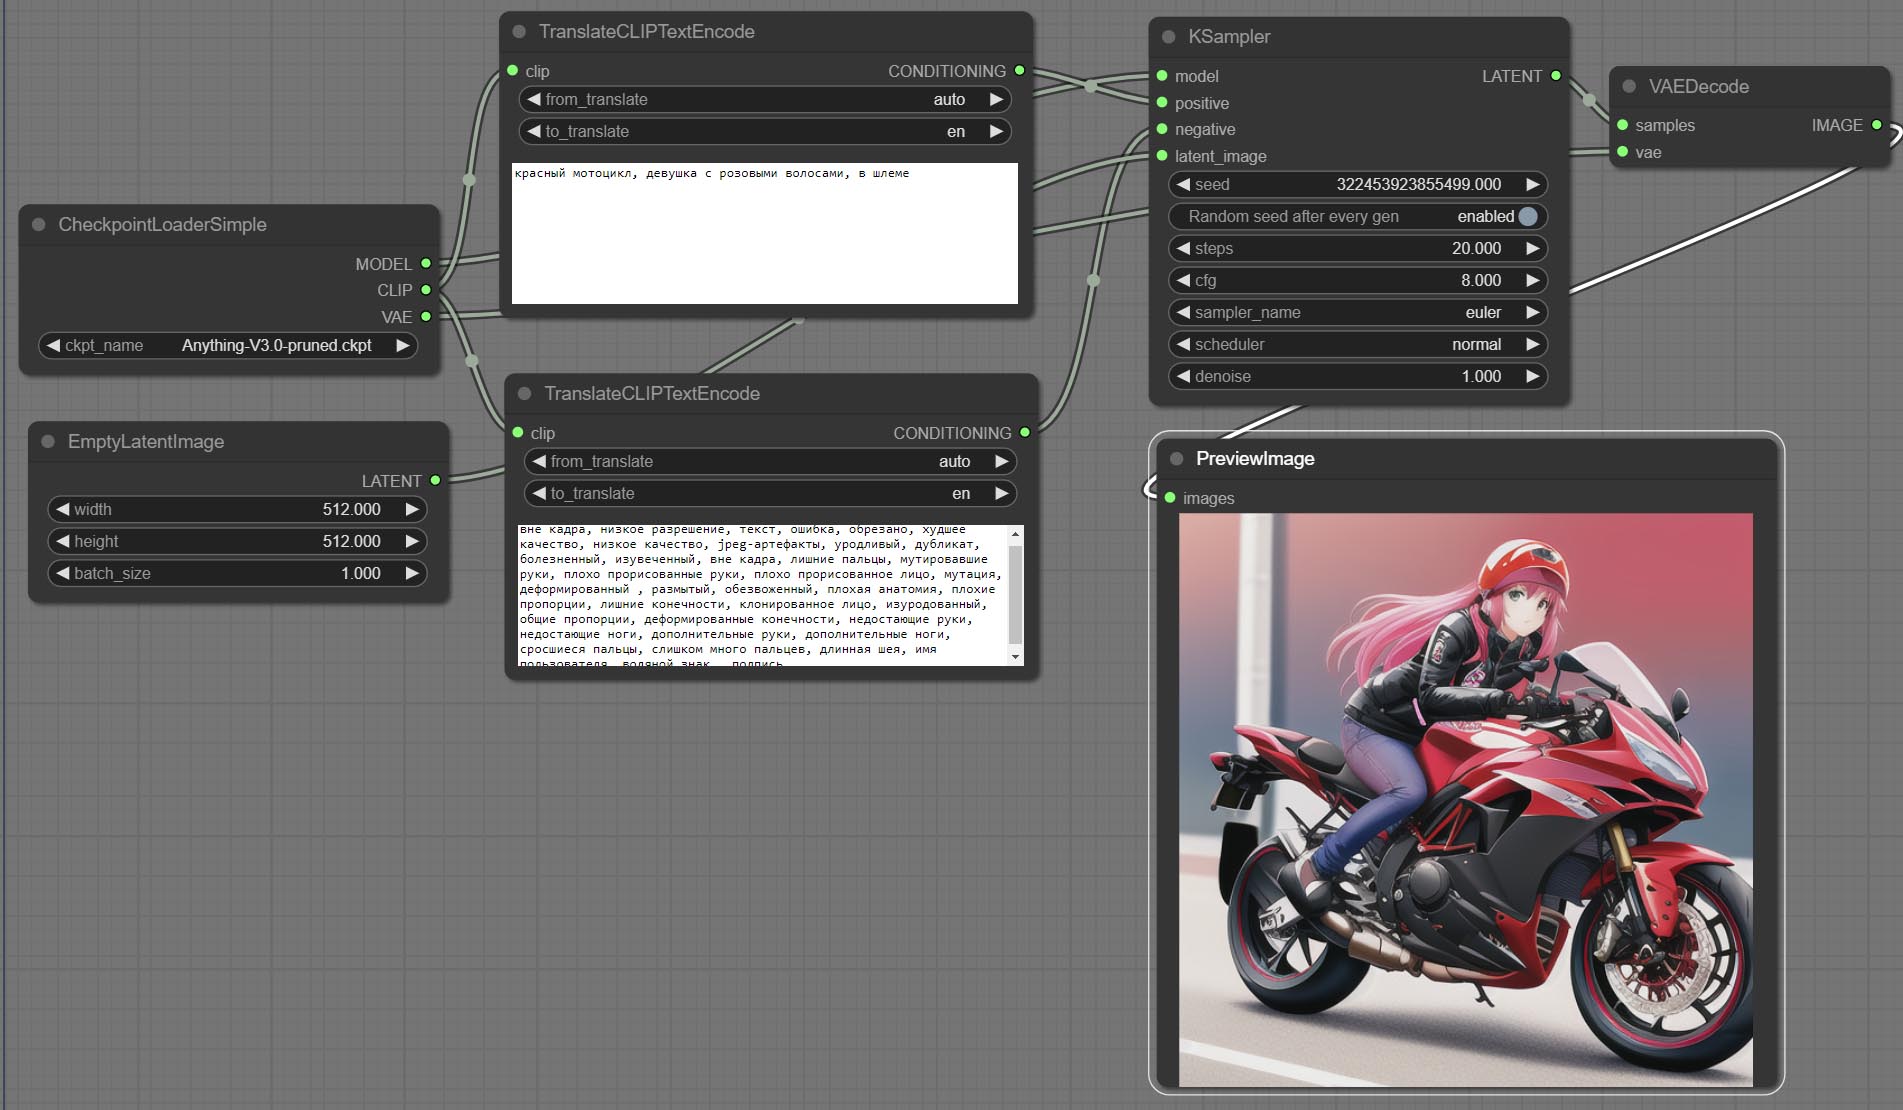 TranslateCLIPTextEncode
clip CONDITIONING
from_translate auto
to_translate en
красный мотоцикл, девушка с розовыми волосами, в шлеме
CheckpointLoaderSimple
MODEL
CLIP
VAE
ckpt_name Anything-V3.0-pruned.ckpt
EmptyLatentImage
LATENT
width 512.000
height 512.000
batch_size 1.000
TranslateCLIPTextEncode
clip CONDITIONING
from_translate auto
to_translate en
вне кадра, низкое разрешение, текст, ошибка, обрезано, худшее
качество, низкое качество, jpeg-артефакты, уродливый, дубликат,
болезненный, изувеченный, вне кадра, лишние пальцы, мутировавшие
руки, плохо прорисованные руки, плохо прорисованное лицо, мутация,
деформированный , размытый, обезвоженный, плохая анатомия, плохие
пропорции, лишние конечности, клонированное лицо, изуродованный,
общие пропорции, деформированные конечности, недостающие руки,
недостающие ноги, дополнительные руки, дополнительные ноги,
сросшиеся пальцы, слишком много пальцев, длинная шея, имя
пользователя, водяной знак, подпись
KSampler
model LATENT
positive
negative
latent_image
seed 322453923855499.000
Random seed after every gen enabled
steps 20.000
cfg 8.000
sampler_name euler
scheduler normal
denoise 1.000
VAEDecode
samples IMAGE
vae
PreviewImage
images